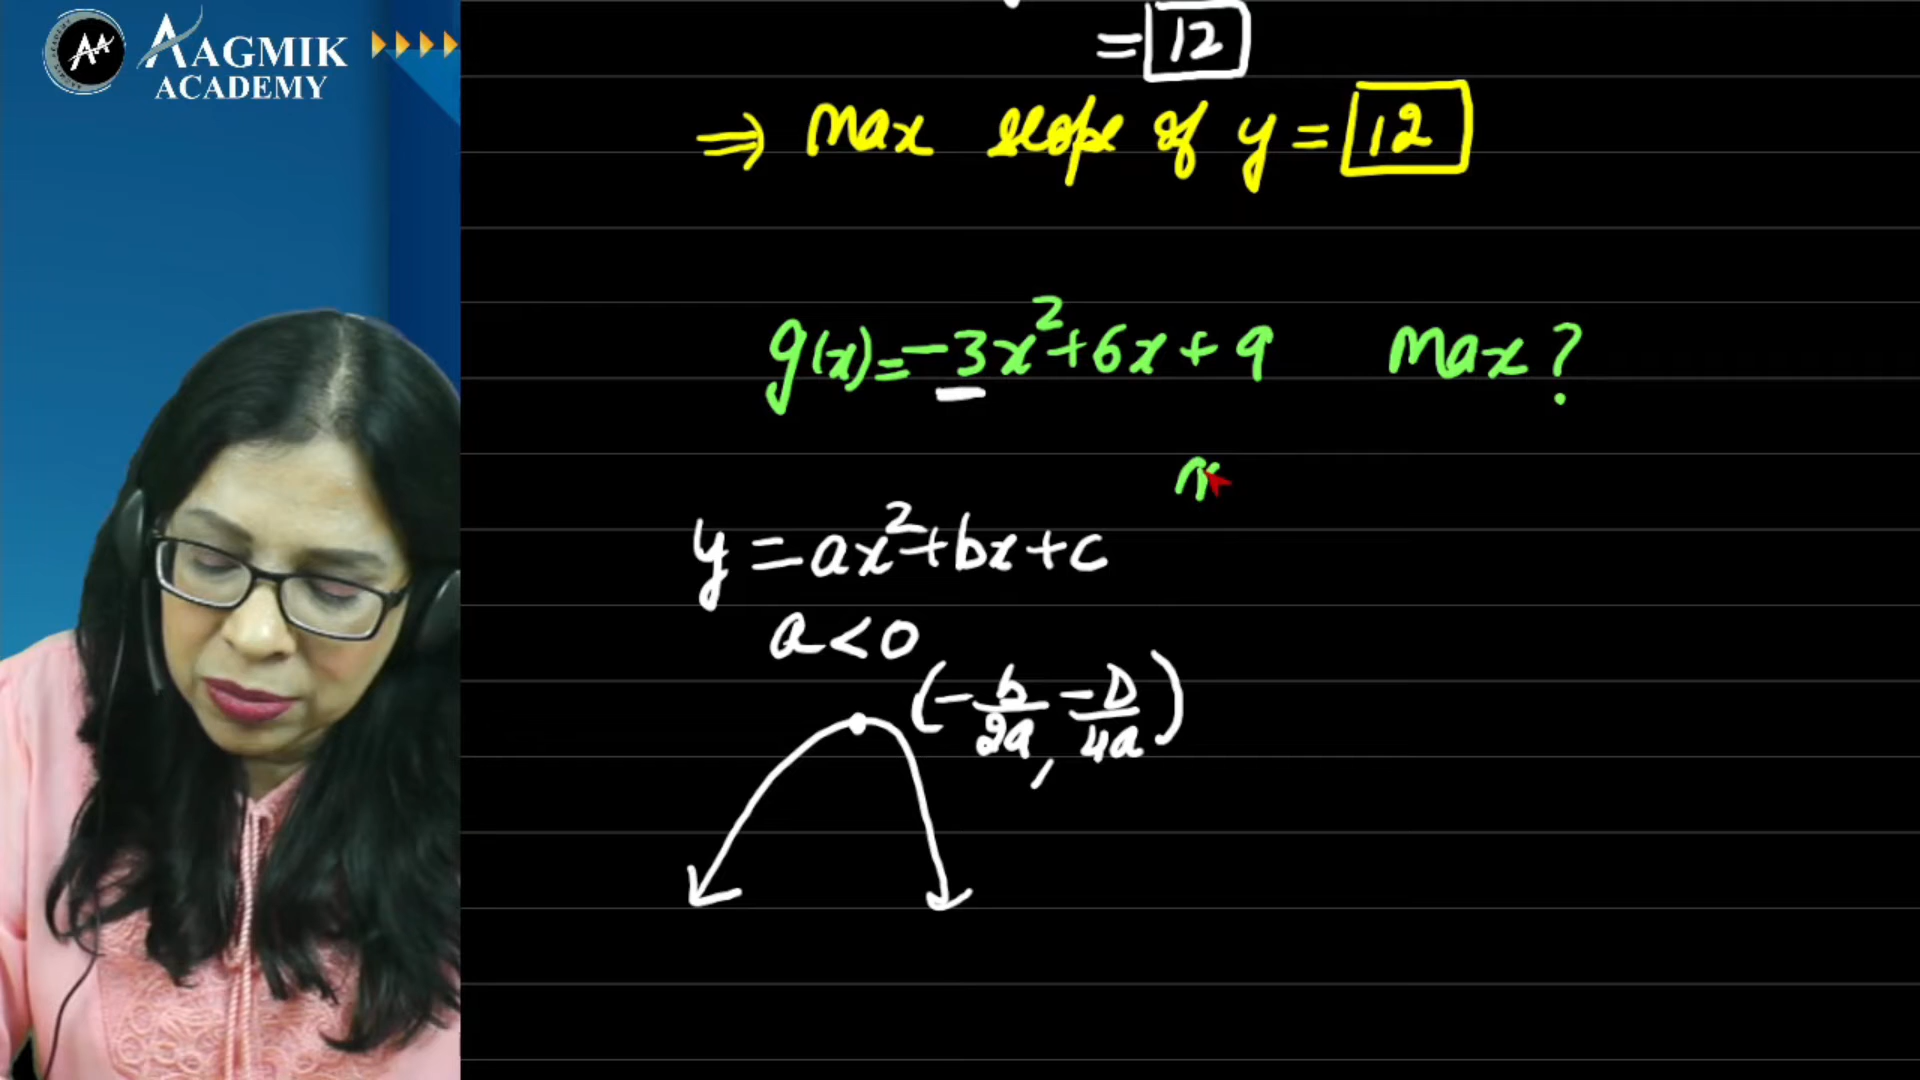 AAGMIK
ACADEMY
= 12
⇒ Max slope of y = 12
g(x) = -3x² + 6x + 9 Max?
y = ax² + bx + c
a < 0
(-b/2a, -D/4a)